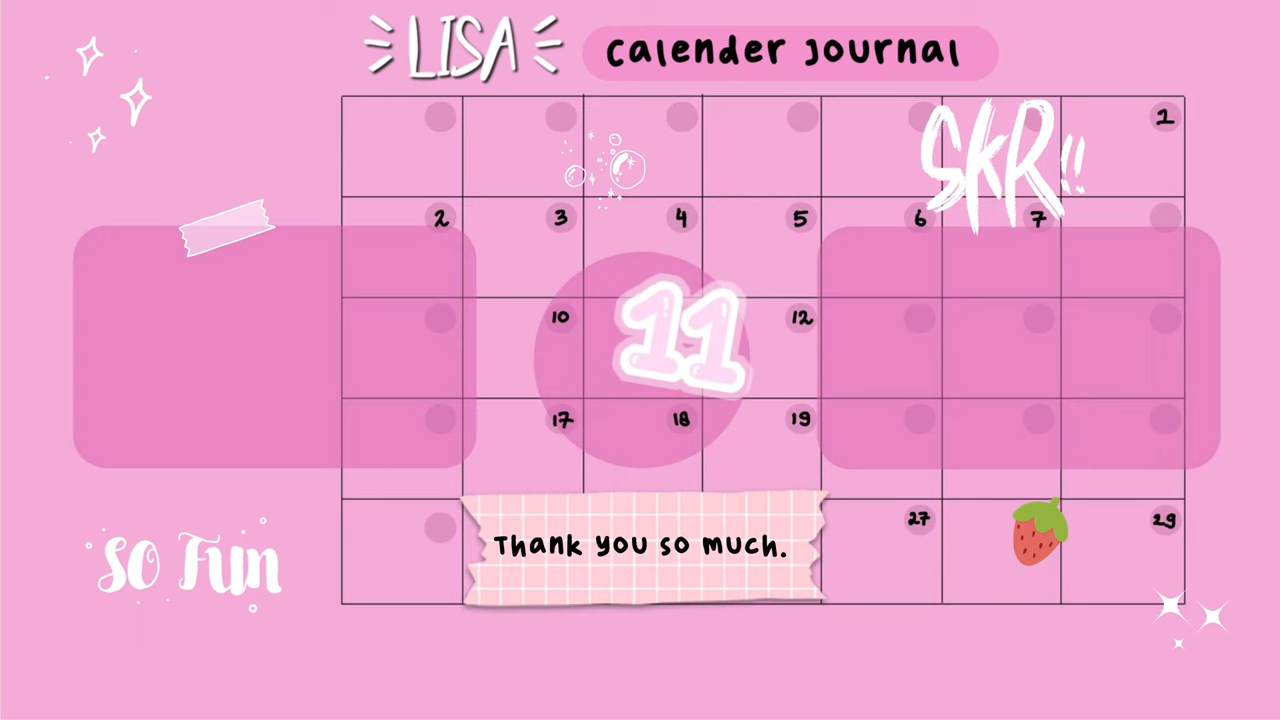 LISA calender journal
SKR!!
1
2 3 4 5 6 7
10 11 12
17 18 19
Thank you so much.
27 29
So Fun